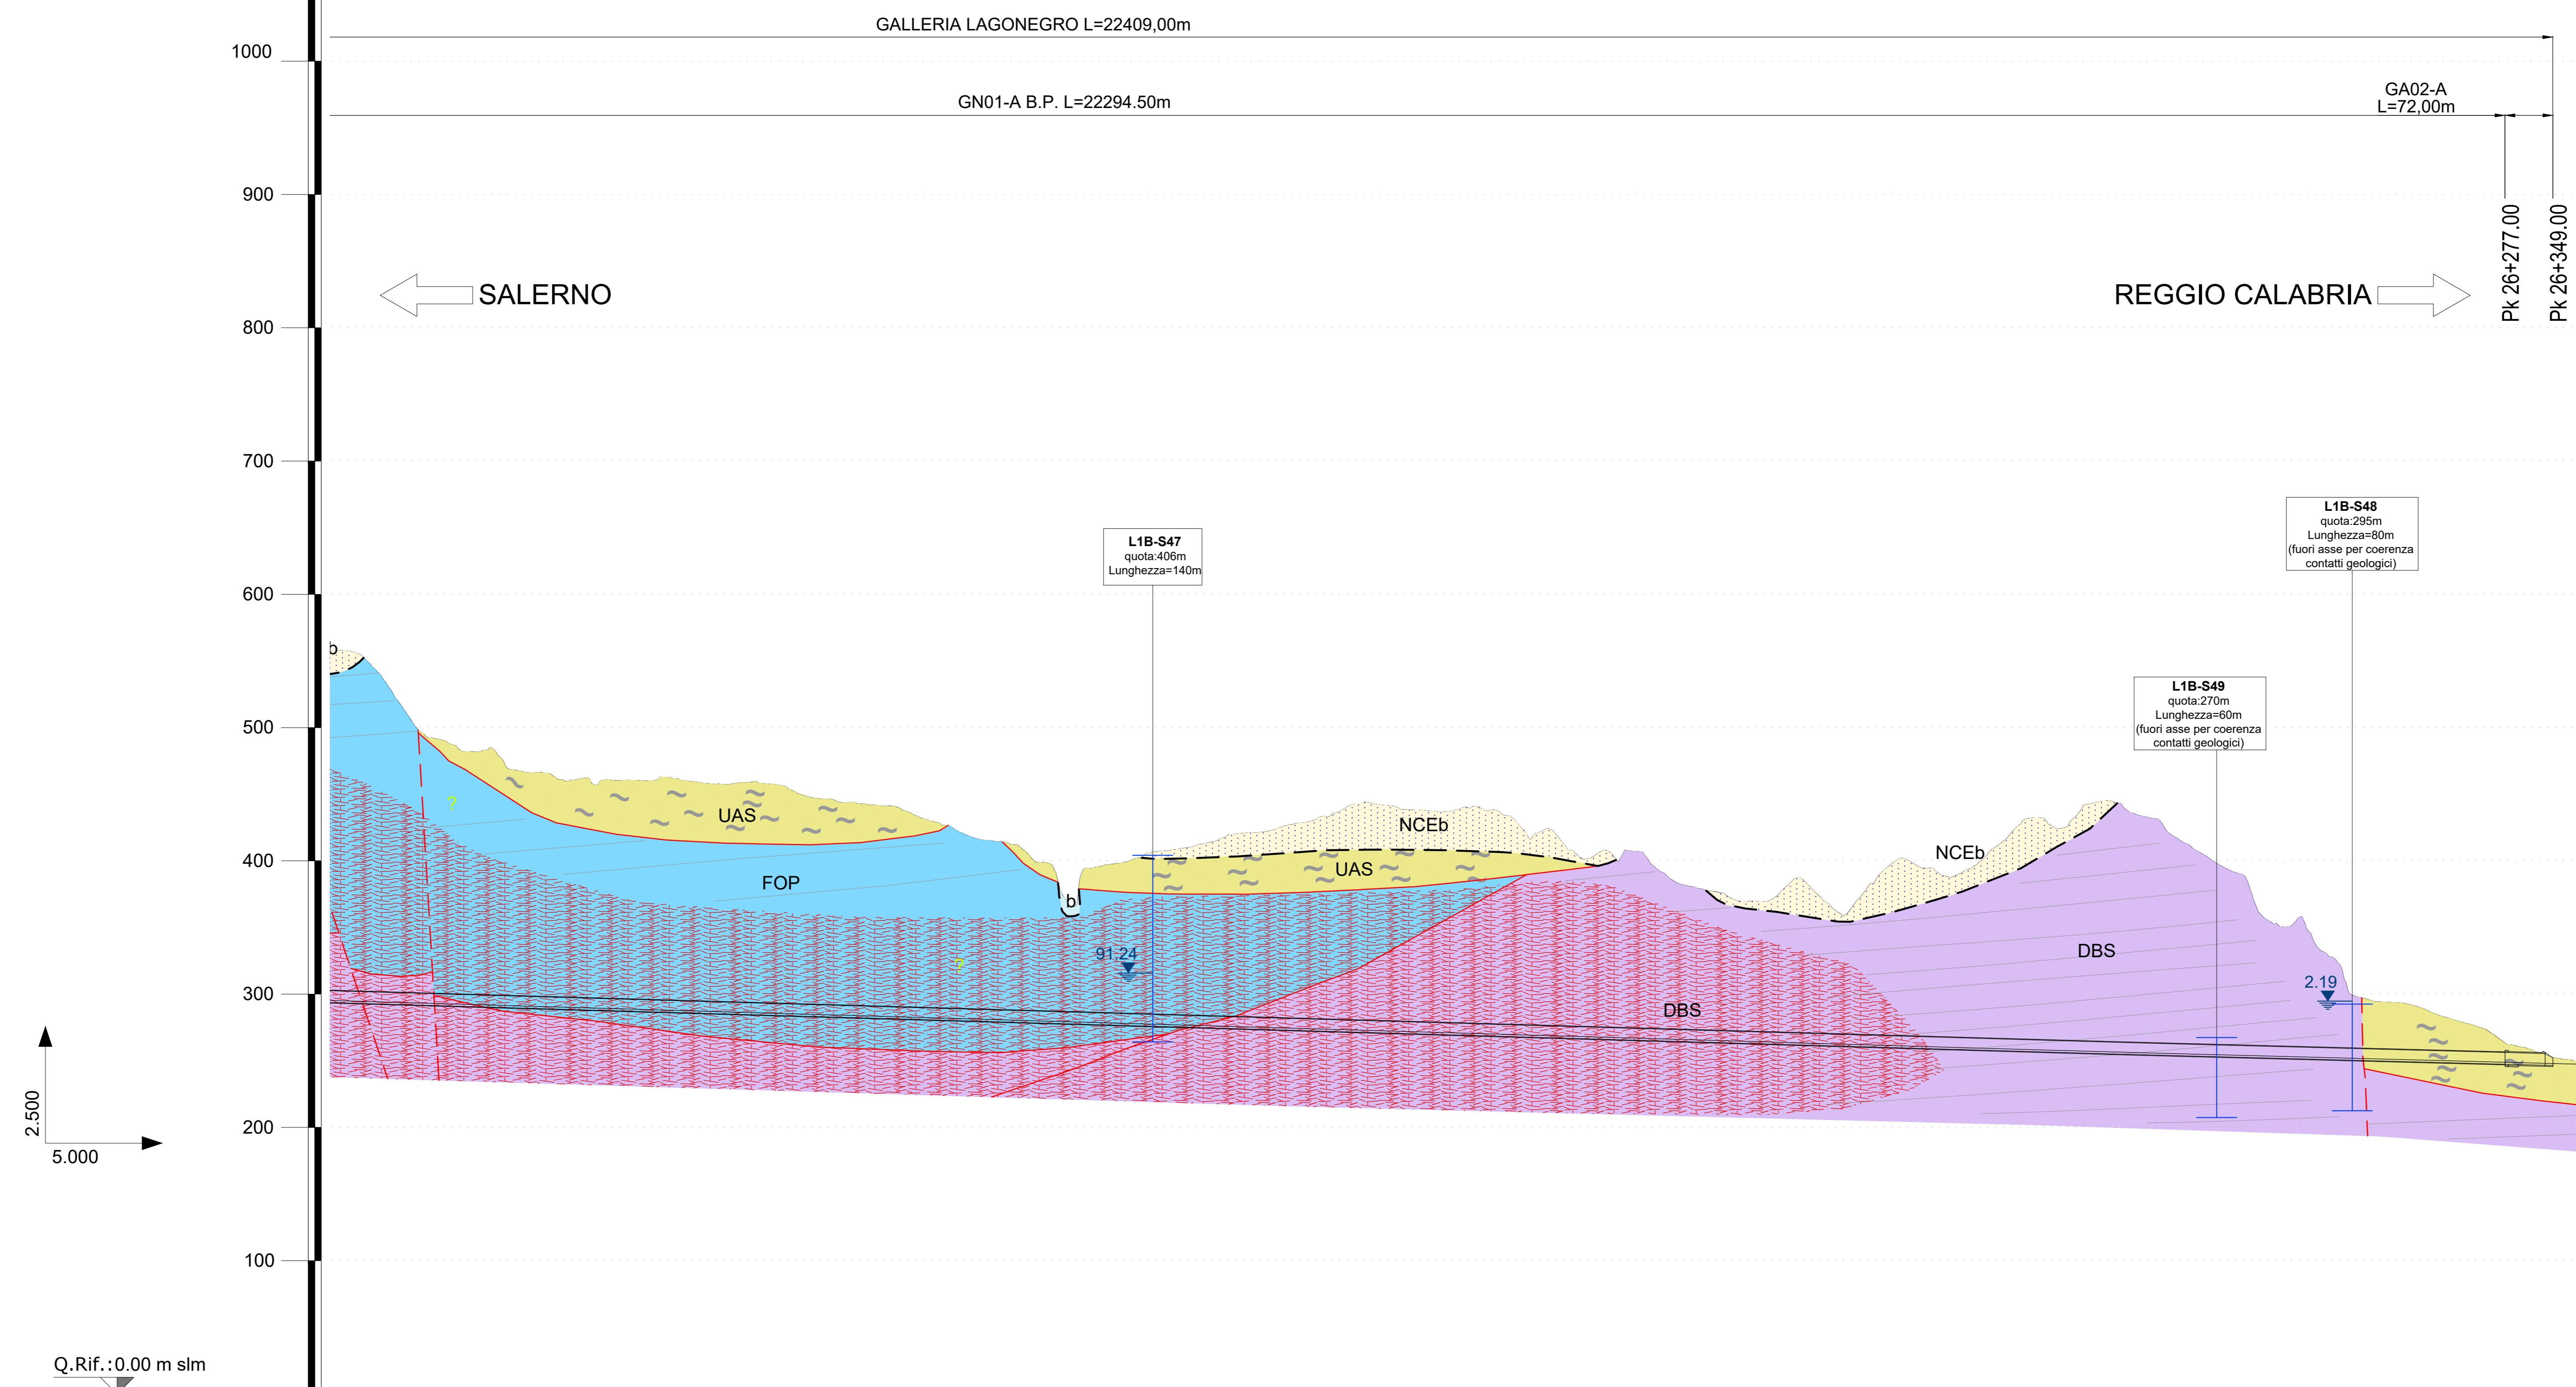 GALLERIA LAGONEGRO L=22409,00m
1000
GN01-A B.P. L=22294.50m
GA02-A
L=72,00m
900
Pk 26+277.00
Pk 26+349.00
SALERNO
REGGIO CALABRIA
800
700
L1B-S48
quota:295m
Lunghezza=80m
(fuori asse per coerenza
contatti geologici)
L1B-S47
quota:406m
Lunghezza=140m
600
b
L1B-S49
quota:270m
Lunghezza=60m
(fuori asse per coerenza
contatti geologici)
500
?
UAS
NCEb
400
NCEb
UAS
FOP
b
DBS
91.24
?
2.19
300
DBS
200
2.500
5.000
100
Q.Rif.:0.00 m slm